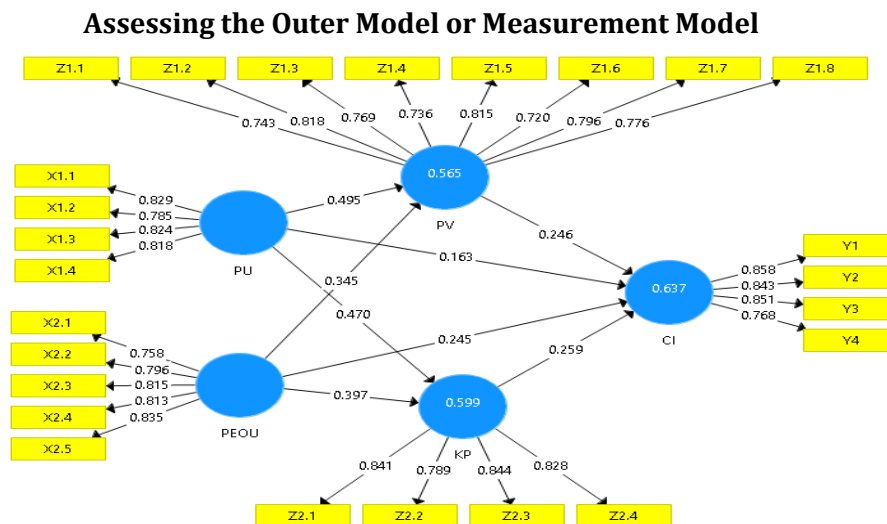 Assessing the Outer Model or Measurement Model
Z1.1 Z1.2 Z1.3 Z1.4 Z1.5 Z1.6 Z1.7 Z1.8
0.743 0.818 0.769 0.736 0.815 0.720 0.796 0.776
X1.1
X1.2
X1.3
X1.4
0.829
0.785
0.824
0.818
PU
0.495
0.565
PV
0.246
0.163
0.345
0.470
0.637
CI
0.858
0.843
0.851
0.768
Y1
Y2
Y3
Y4
X2.1
X2.2
X2.3
X2.4
X2.5
0.758
0.796
0.815
0.813
0.835
PEOU
0.245
0.397
0.259
0.599
KP
0.841 0.789 0.844 0.828
Z2.1 Z2.2 Z2.3 Z2.4